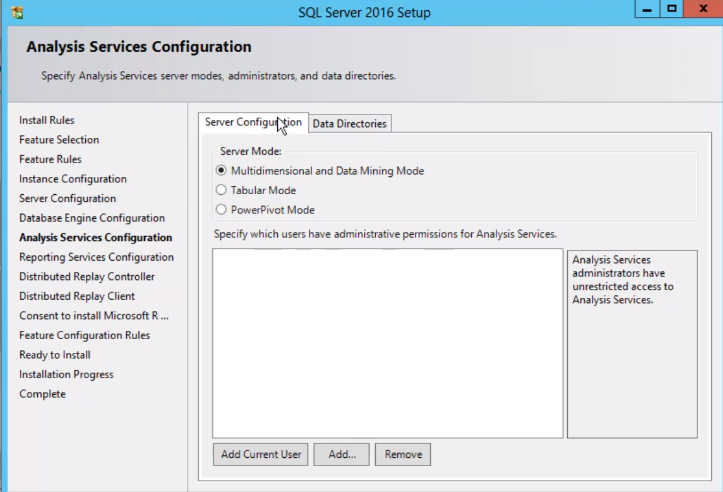 SQL Server 2016 Setup
Analysis Services Configuration
Specify Analysis Services server modes, administrators, and data directories.
Install Rules
Feature Selection
Feature Rules
Instance Configuration
Server Configuration
Database Engine Configuration
Analysis Services Configuration
Reporting Services Configuration
Distributed Replay Controller
Distributed Replay Client
Consent to install Microsoft R ...
Feature Configuration Rules
Ready to Install
Installation Progress
Complete
Server Configuration
Data Directories
Server Mode:
Multidimensional and Data Mining Mode
Tabular Mode
PowerPivot Mode
Specify which users have administrative permissions for Analysis Services.
Analysis Services
administrators have
unrestricted access to
Analysis Services.
Add Current User
Add...
Remove